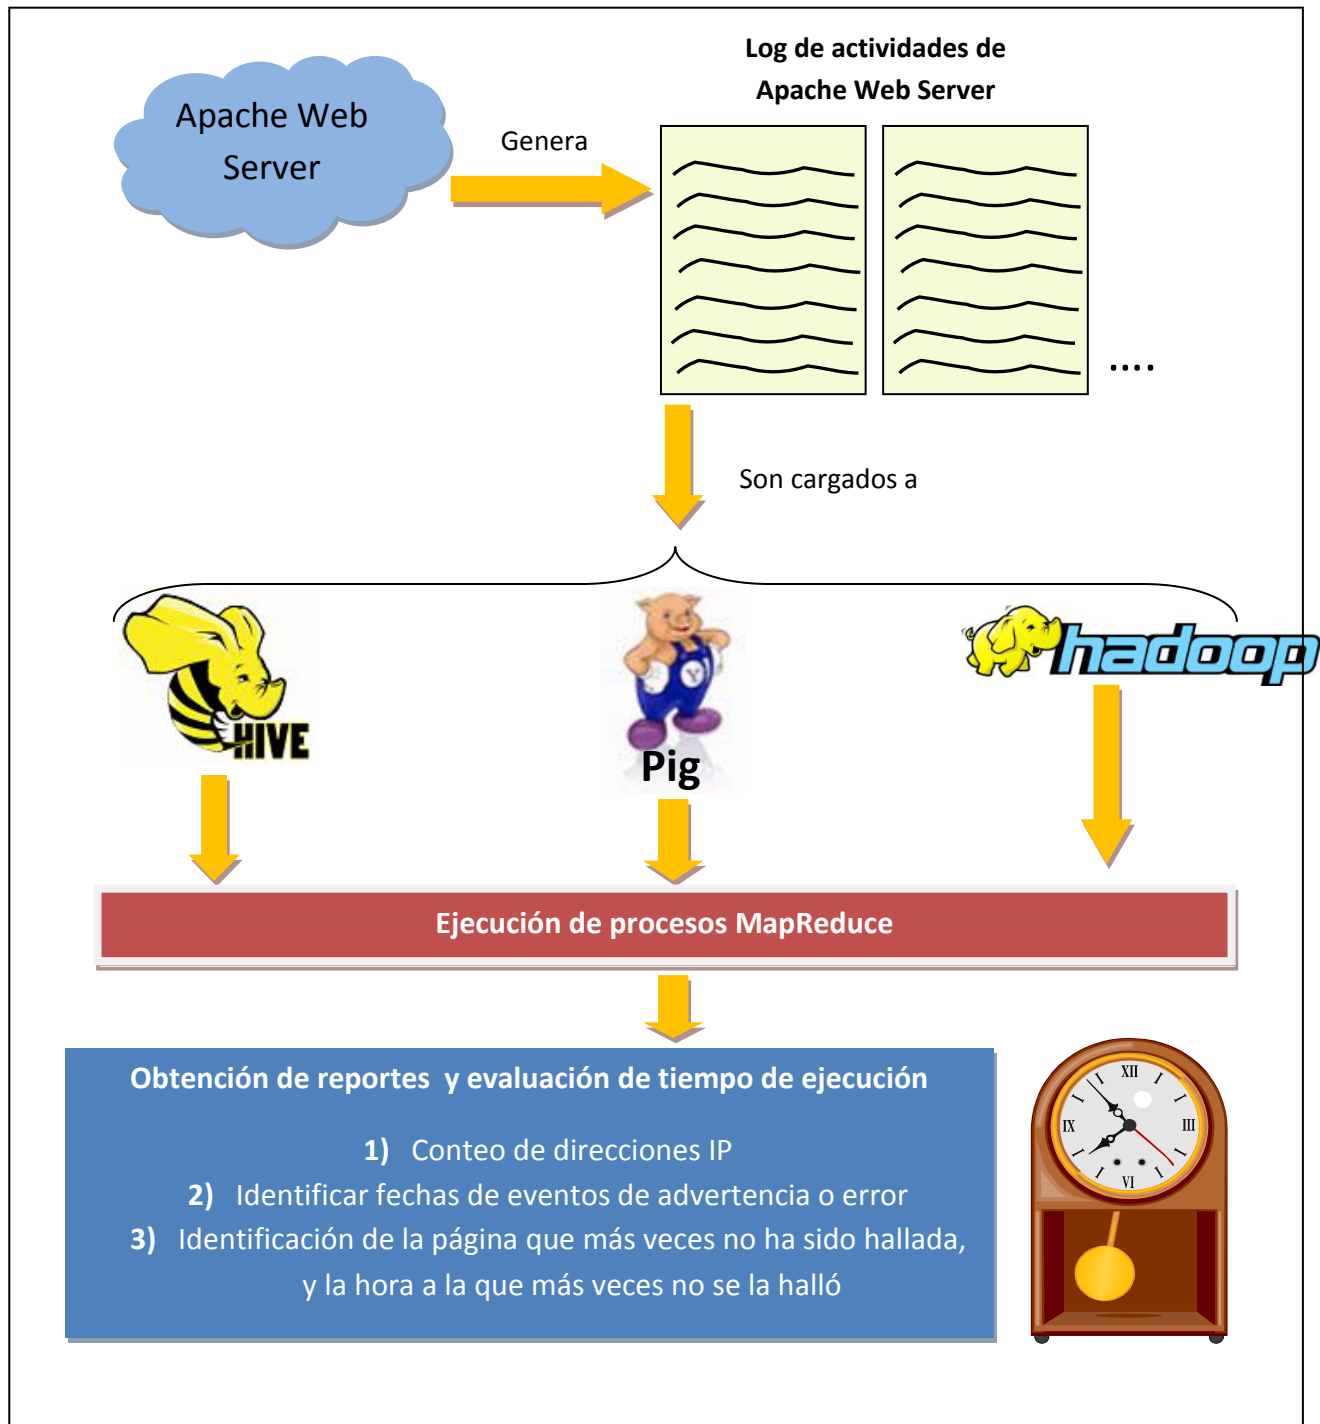 Log de actividades de
Apache Web Server
Apache Web
Server
Genera
....
Son cargados a
HIVE
Pig
hadoop
Ejecución de procesos MapReduce
Obtención de reportes y evaluación de tiempo de ejecución
1) Conteo de direcciones IP
2) Identificar fechas de eventos de advertencia o error
3) Identificación de la página que más veces no ha sido hallada,
y la hora a la que más veces no se la halló
XII
III
VI
IX